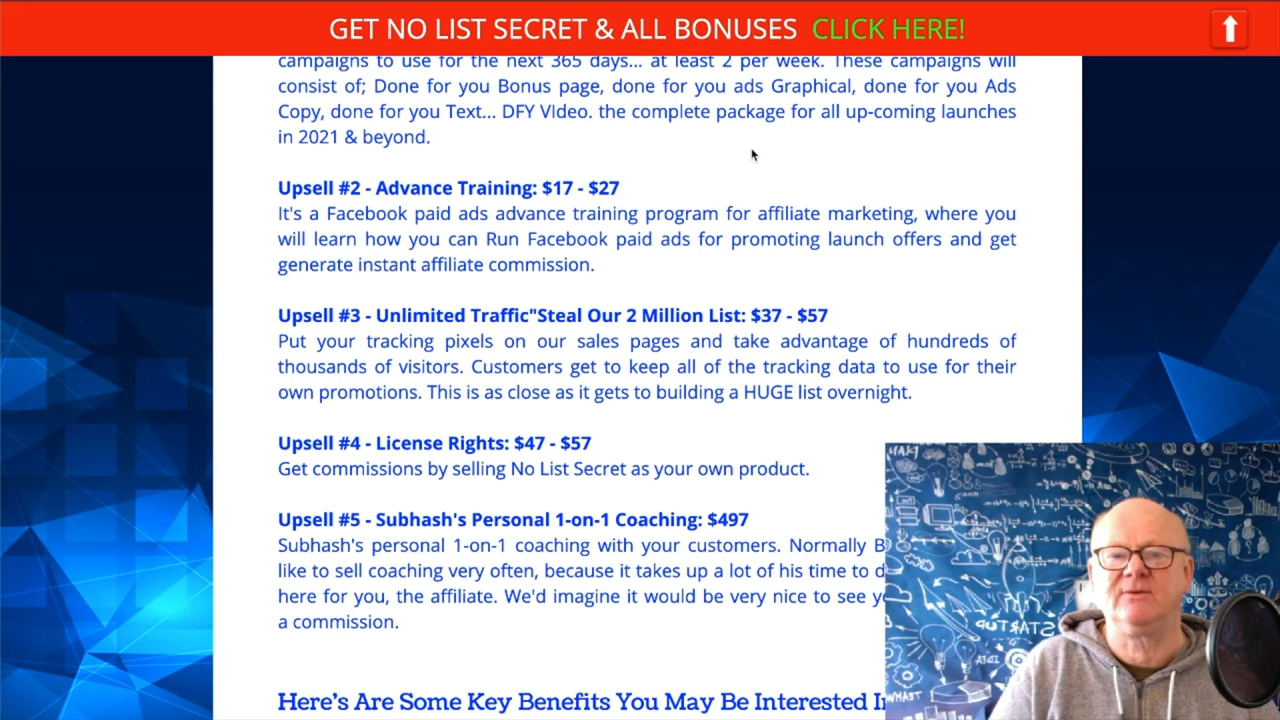 GET NO LIST SECRET & ALL BONUSES CLICK HERE!
campaigns to use for the next 365 days... at least 2 per week. These campaigns will
consist of; Done for you Bonus page, done for you ads Graphical, done for you Ads
Copy, done for you Text... DFY VIdeo. the complete package for all up-coming launches
in 2021 & beyond.
Upsell #2 - Advance Training: $17 - $27
It's a Facebook paid ads advance training program for affiliate marketing, where you
will learn how you can Run Facebook paid ads for promoting launch offers and get
generate instant affiliate commission.
Upsell #3 - Unlimited Traffic"Steal Our 2 Million List: $37 - $57
Put your tracking pixels on our sales pages and take advantage of hundreds of
thousands of visitors. Customers get to keep all of the tracking data to use for their
own promotions. This is as close as it gets to building a HUGE list overnight.
Upsell #4 - License Rights: $47 - $57
Get commissions by selling No List Secret as your own product.
Upsell #5 - Subhash's Personal 1-on-1 Coaching: $497
Subhash's personal 1-on-1 coaching with your customers. Normally B
like to sell coaching very often, because it takes up a lot of his time to d
here for you, the affiliate. We'd imagine it would be very nice to see y
a commission.
Here's Are Some Key Benefits You May Be Interested I
PLAN
STARTUP
IDEA
TEAMW